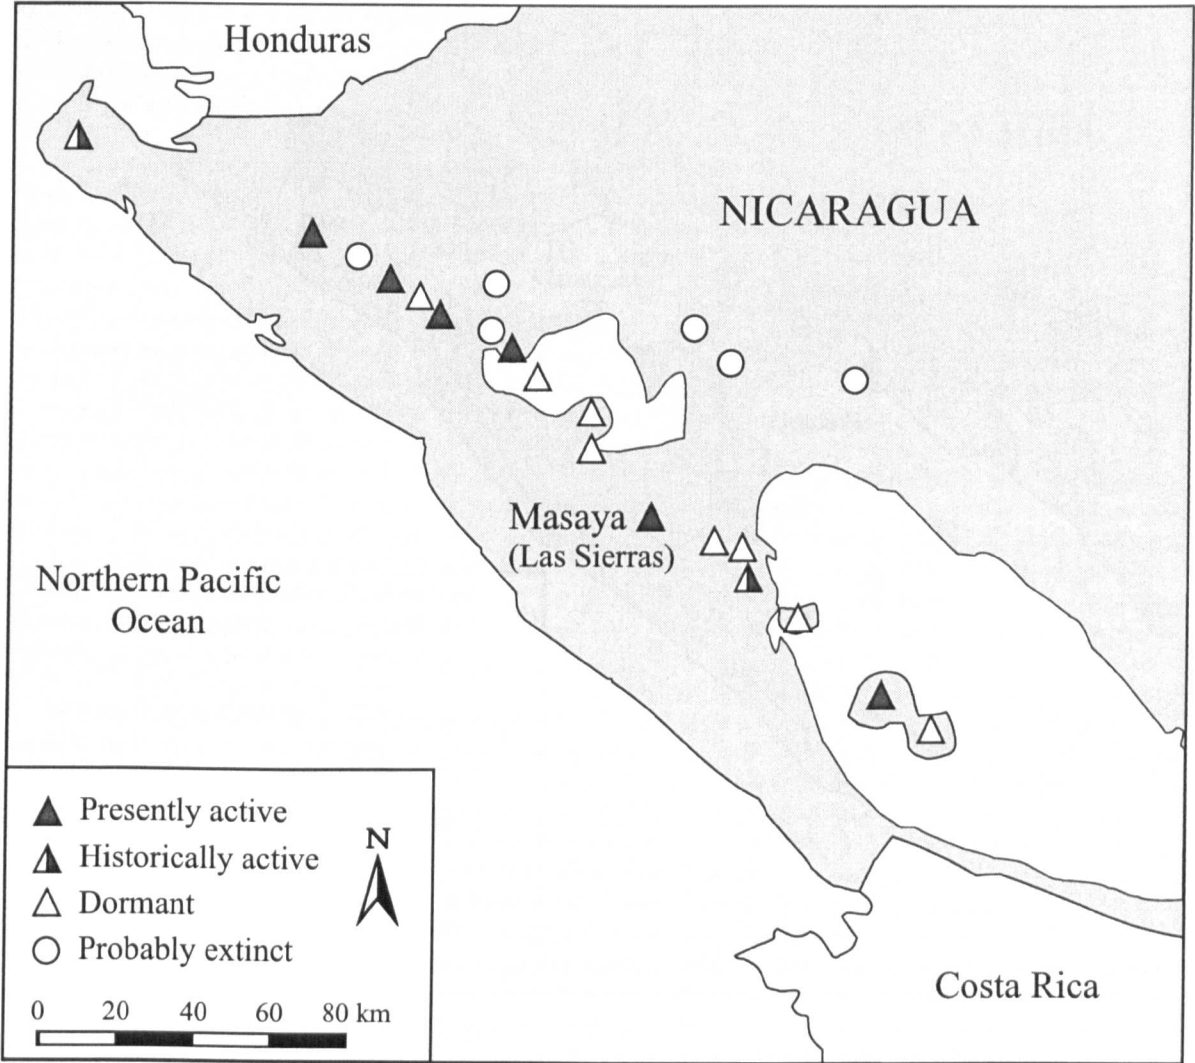 Honduras
NICARAGUA
Masaya
(Las Sierras)
Northern Pacific
Ocean
Presently active
Historically active
Dormant
Probably extinct
N
0 20 40 60 80 km
Costa Rica